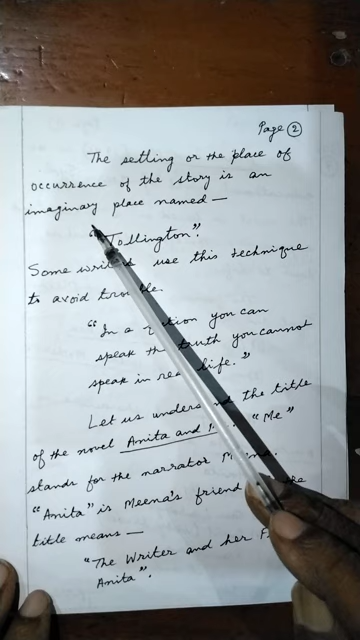 Page 2
The setting or the place of
occurrence of the story is an
imaginary place named —
"Tollington."
Some use this technique
to avoid
"In a you can
speak the truth you cannot
speak in life."
Let us the title
of the novel Anita and "Me"
stands for the narrator
"Anita" is Meena's friend
title means —
"The Writer and her
Anita".